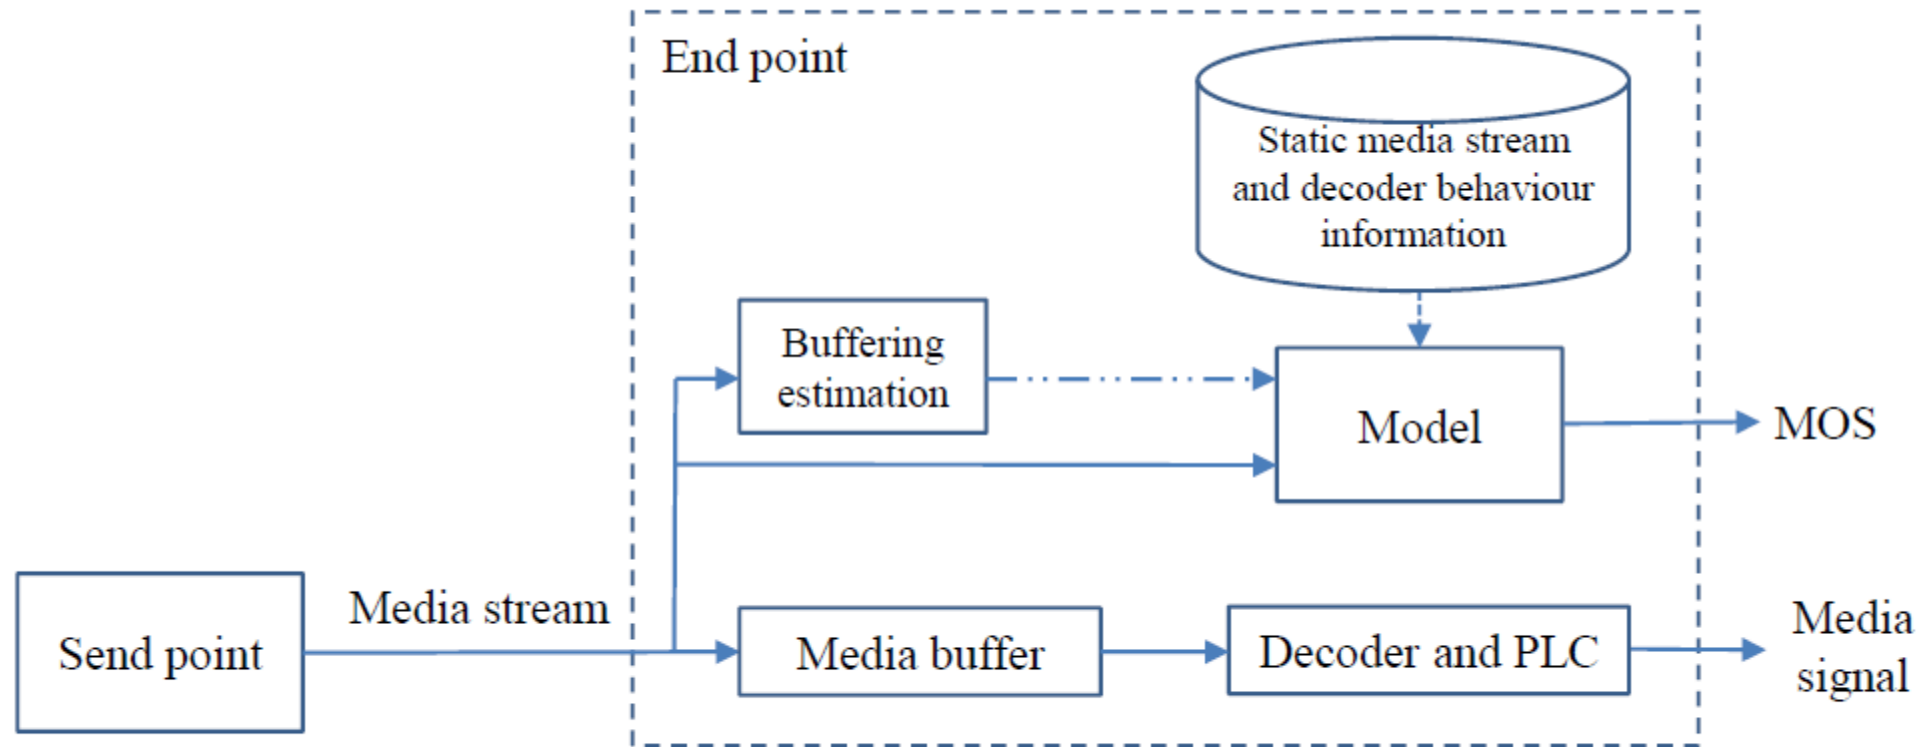 End point
Static media stream
and decoder behaviour
information
Buffering
estimation
Model
MOS
Send point
Media stream
Media buffer
Decoder and PLC
Media
signal